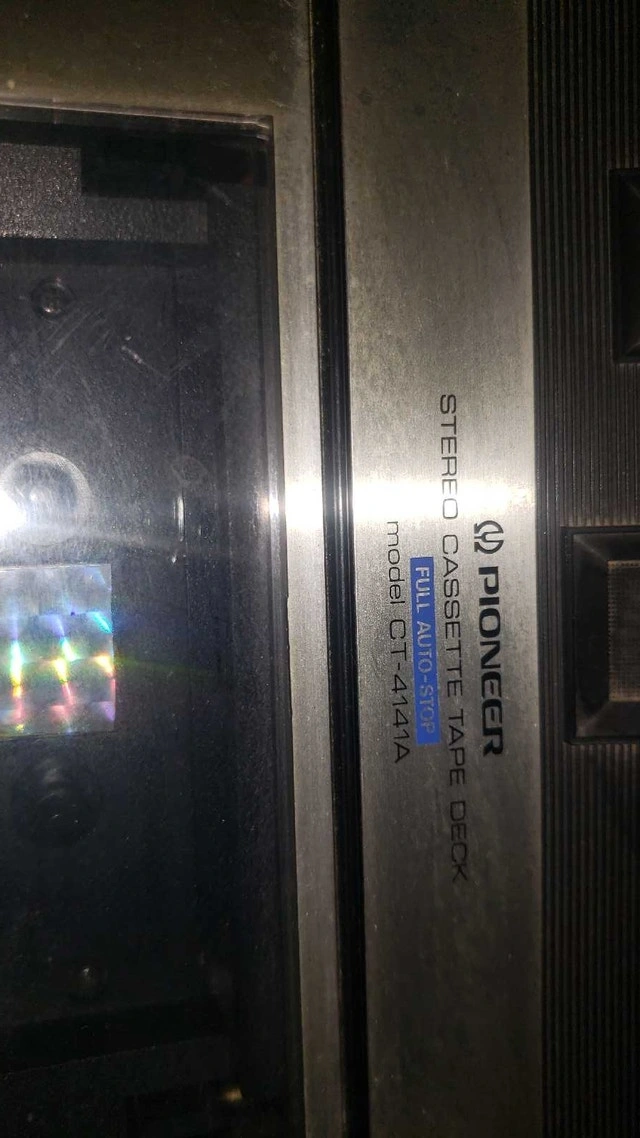 PIONEER
STEREO CASSETTE TAPE DECK
FULL AUTO-STOP
model CT-4141A